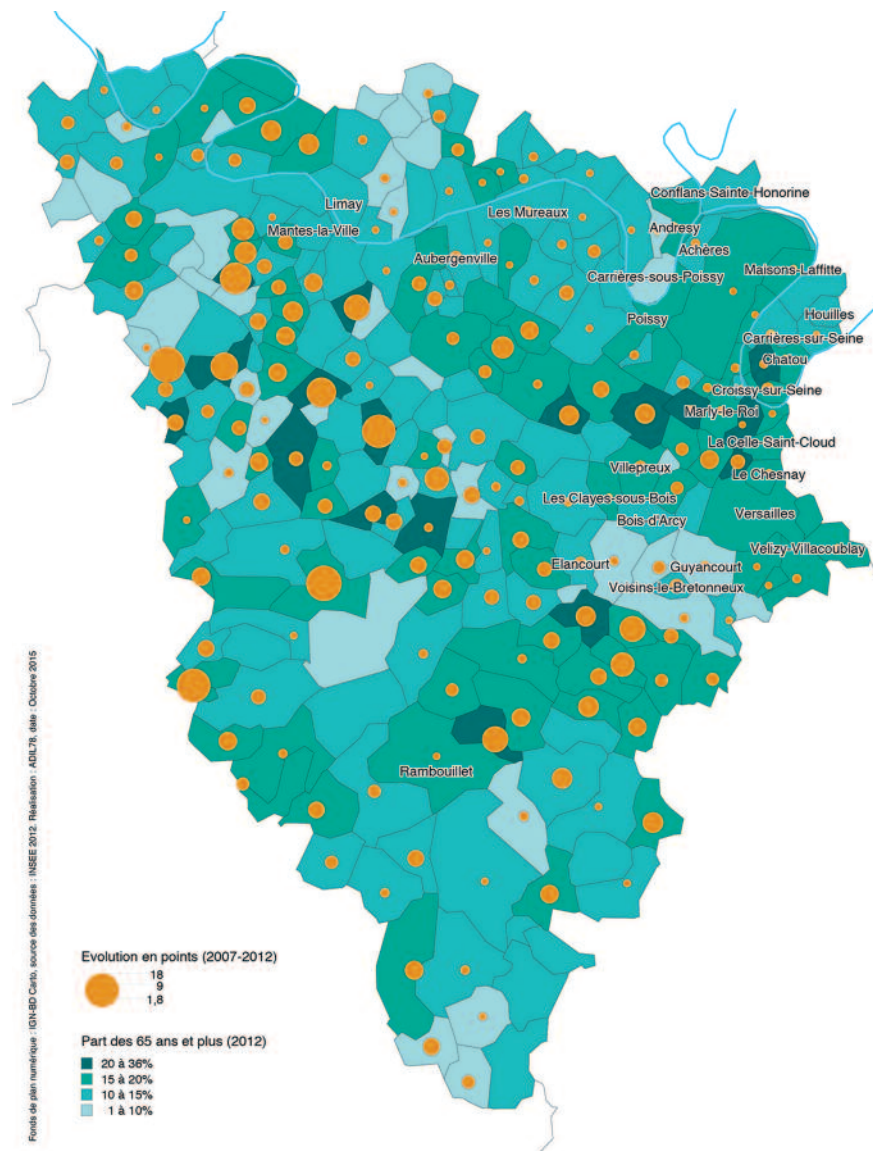 Conflans Sainte-Honorine
Limay
Les Mureaux
Mantes-la-Ville
Andresy
Achères
Aubergenville
Maisons-Laffitte
Carrières-sous-Poissy
Houilles
Poissy
Carrières-sur-Seine
Chatou
Croissy-sur-Seine
Marly-le-Roi
La Celle-Saint-Cloud
Villepreux
Le Chesnay
Les Clayes-sous-Bois
Versailles
Bois-d'Arcy
Velizy-Villacoublay
Elancourt
Guyancourt
Voisins-le-Bretonneux
Rambouillet
Fonds de plan numérique : IGN-BD Carto, source des données : INSEE 2012. Réalisation : ADIL78, date : Octobre 2015
Evolution en points (2007-2012)
18
9
1,8
Part des 65 ans et plus (2012)
20 à 36%
15 à 20%
10 à 15%
1 à 10%